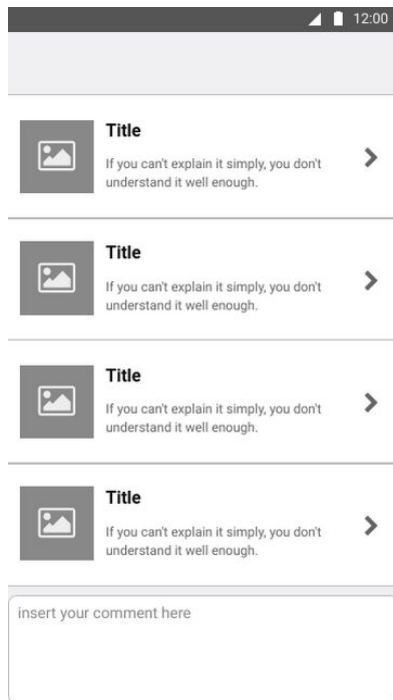 12:00
Title
If you can't explain it simply, you don't
understand it well enough.
Title
If you can't explain it simply, you don't
understand it well enough.
Title
If you can't explain it simply, you don't
understand it well enough.
Title
If you can't explain it simply, you don't
understand it well enough.
insert your comment here